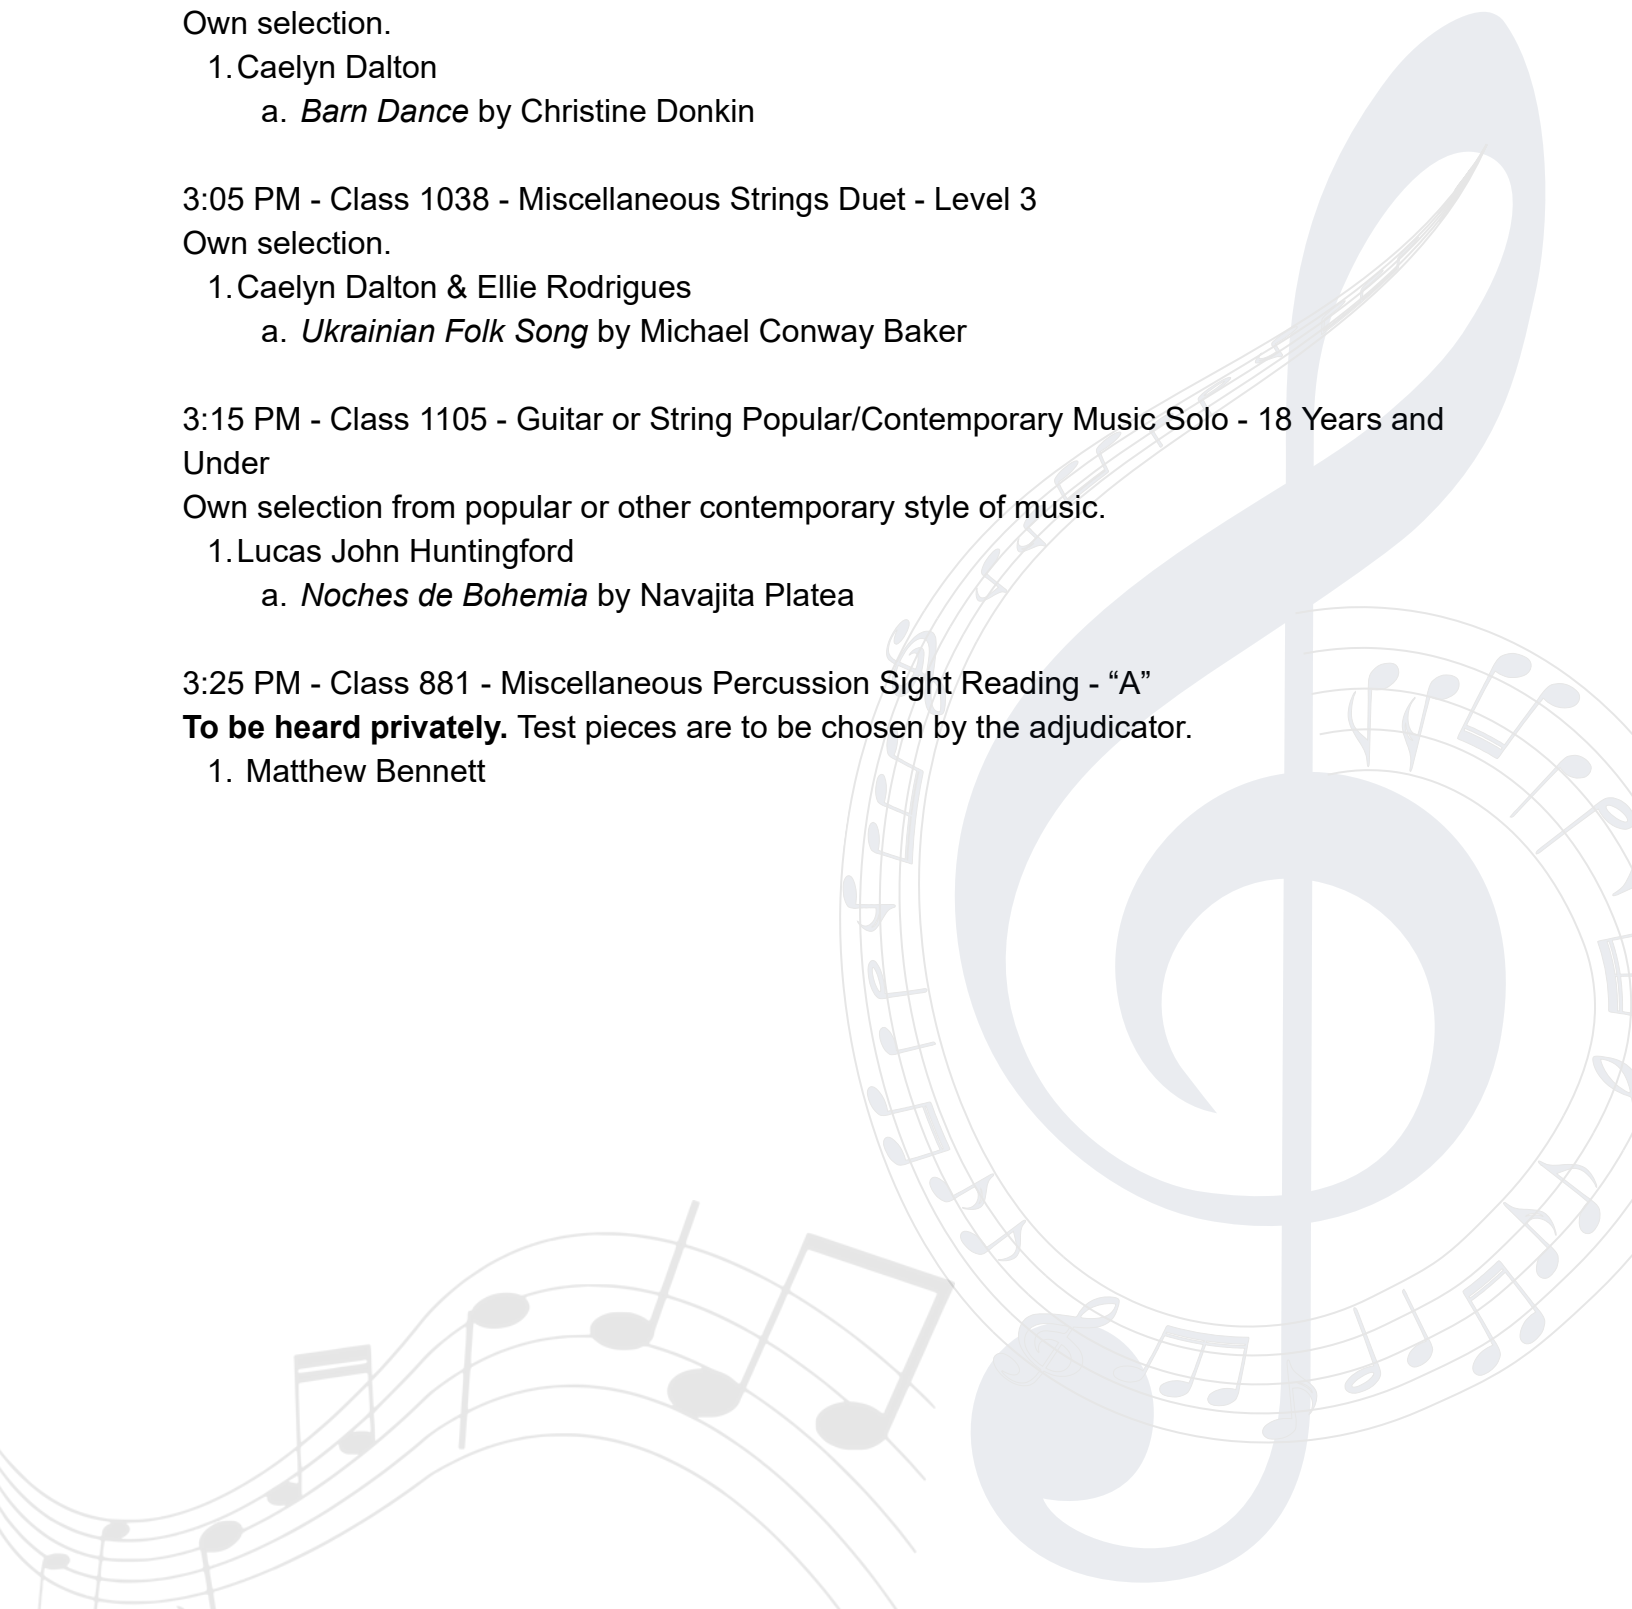 Own selection.
1. Caelyn Dalton
a. Barn Dance by Christine Donkin
3:05 PM - Class 1038 - Miscellaneous Strings Duet - Level 3
Own selection.
1. Caelyn Dalton & Ellie Rodrigues
a. Ukrainian Folk Song by Michael Conway Baker
3:15 PM - Class 1105 - Guitar or String Popular/Contemporary Music Solo - 18 Years and
Under
Own selection from popular or other contemporary style of music.
1. Lucas John Huntingford
a. Noches de Bohemia by Navajita Platea
3:25 PM - Class 881 - Miscellaneous Percussion Sight Reading - “A”
To be heard privately. Test pieces are to be chosen by the adjudicator.
1. Matthew Bennett